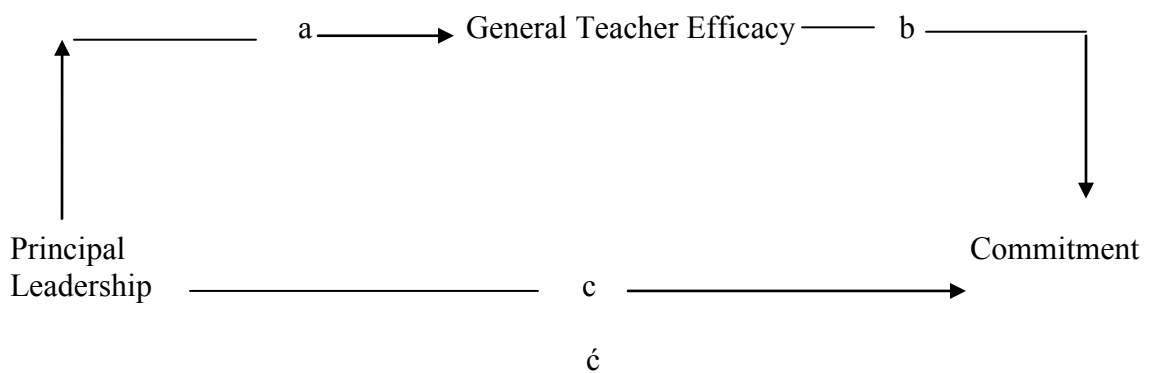 a General Teacher Efficacy b
Principal
Leadership
Commitment
c
ć